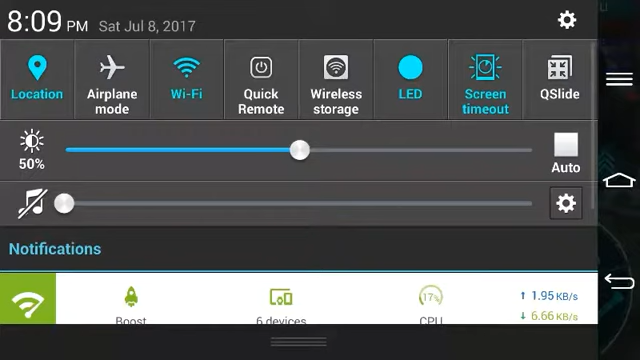 8:09 PM Sat Jul 8, 2017
Location
Airplane mode
Wi-Fi
Quick Remote
Wireless storage
LED
Screen timeout
QSlide
50%
Auto
Notifications
Boost
6 devices
17%
CPU
↑ 1.95 KB/s
↓ 6.66 KB/s